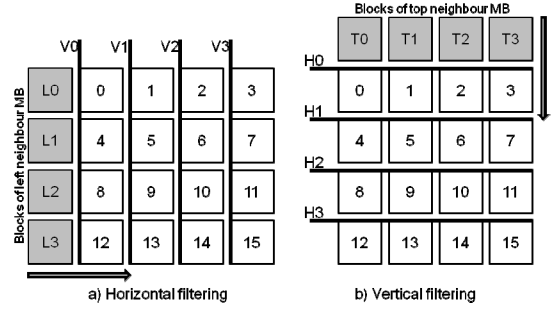 Blocks of top neighbour MB
V0 V1 V2 V3
T0 T1 T2 T3
H0
L0 0 1 2 3
0 1 2 3
H1
L1 4 5 6 7
4 5 6 7
H2
L2 8 9 10 11
8 9 10 11
H3
L3 12 13 14 15
12 13 14 15
Blocks of left neighbour MB
a) Horizontal filtering
b) Vertical filtering